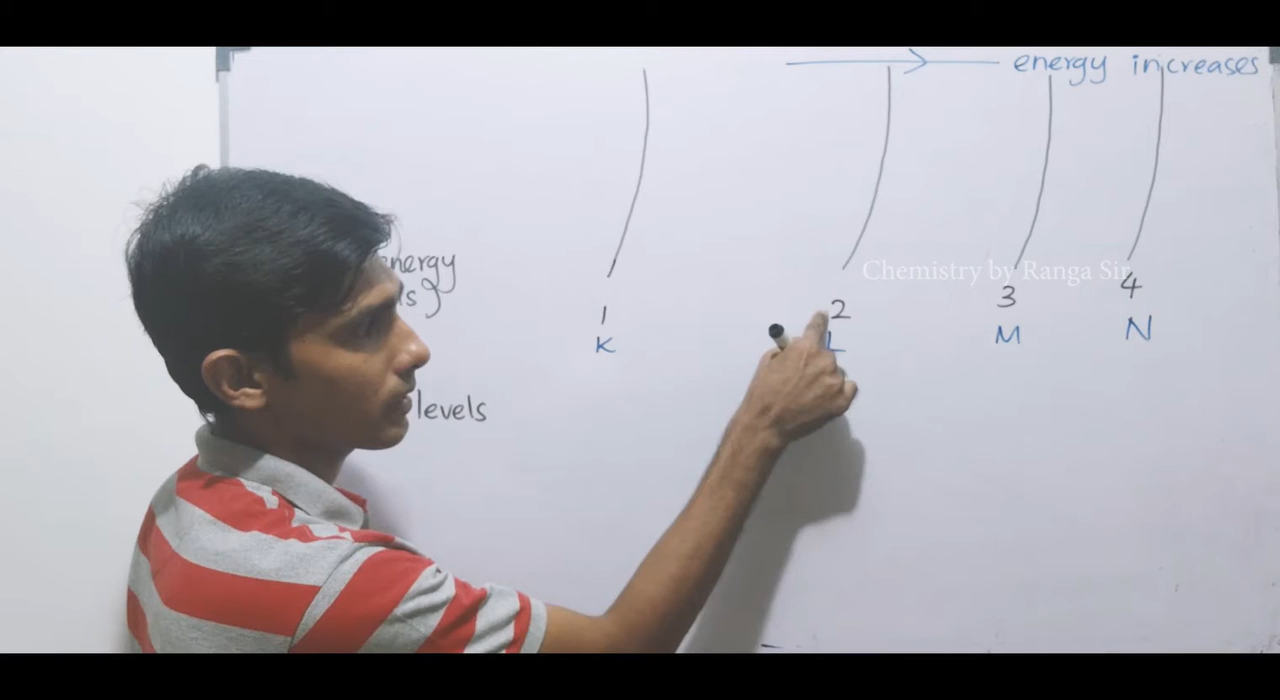 energy increases
energy
levels
Chemistry by Ranga Sir
1 2 3 4
K L M N